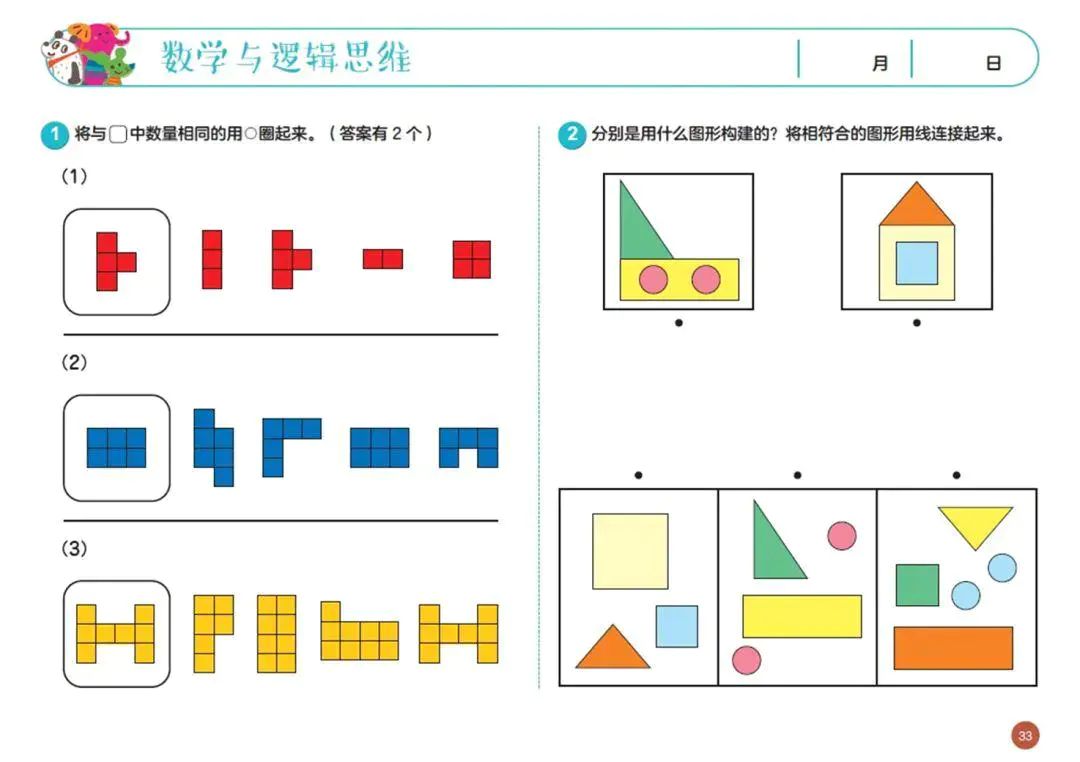 数学与逻辑思维
月 日
1 将与□中数量相同的用○圈起来。(答案有2个)
(1)
(2)
(3)
2 分别是用什么图形构建的?将相符合的图形用线连接起来。
33